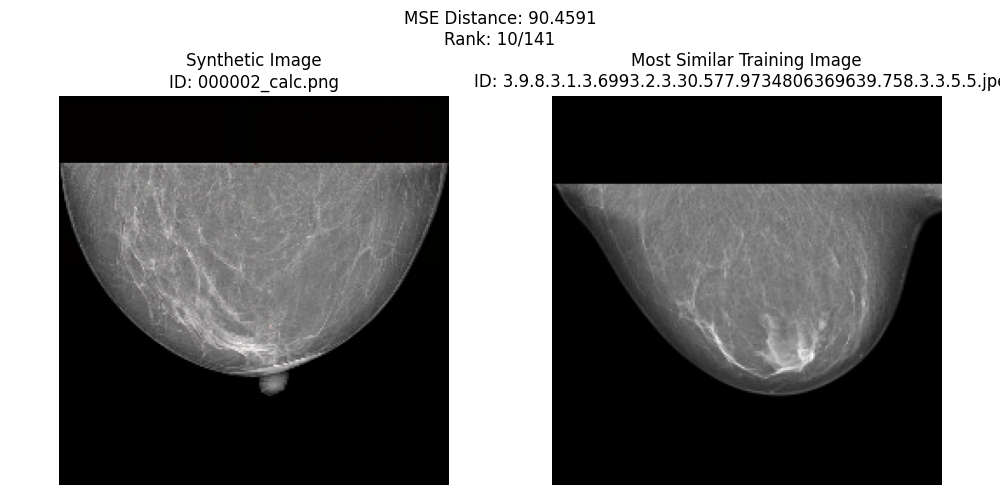 MSE Distance: 90.4591
Rank: 10/141
Synthetic Image
ID: 000002_calc.png
Most Similar Training Image
ID: 3.9.8.3.1.3.6993.2.3.30.577.9734806369639.758.3.3.5.5.jpe